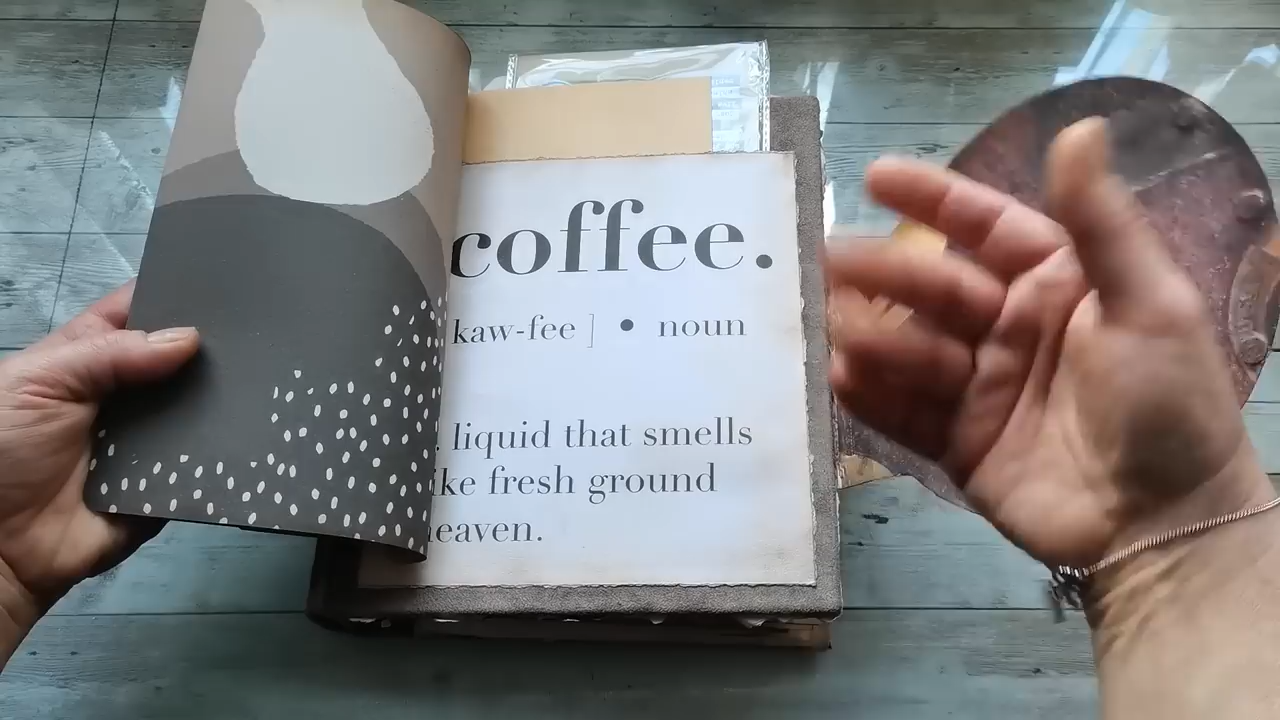 coffee.
kaw-fee ] • noun
liquid that smells
ke fresh ground
eaven.